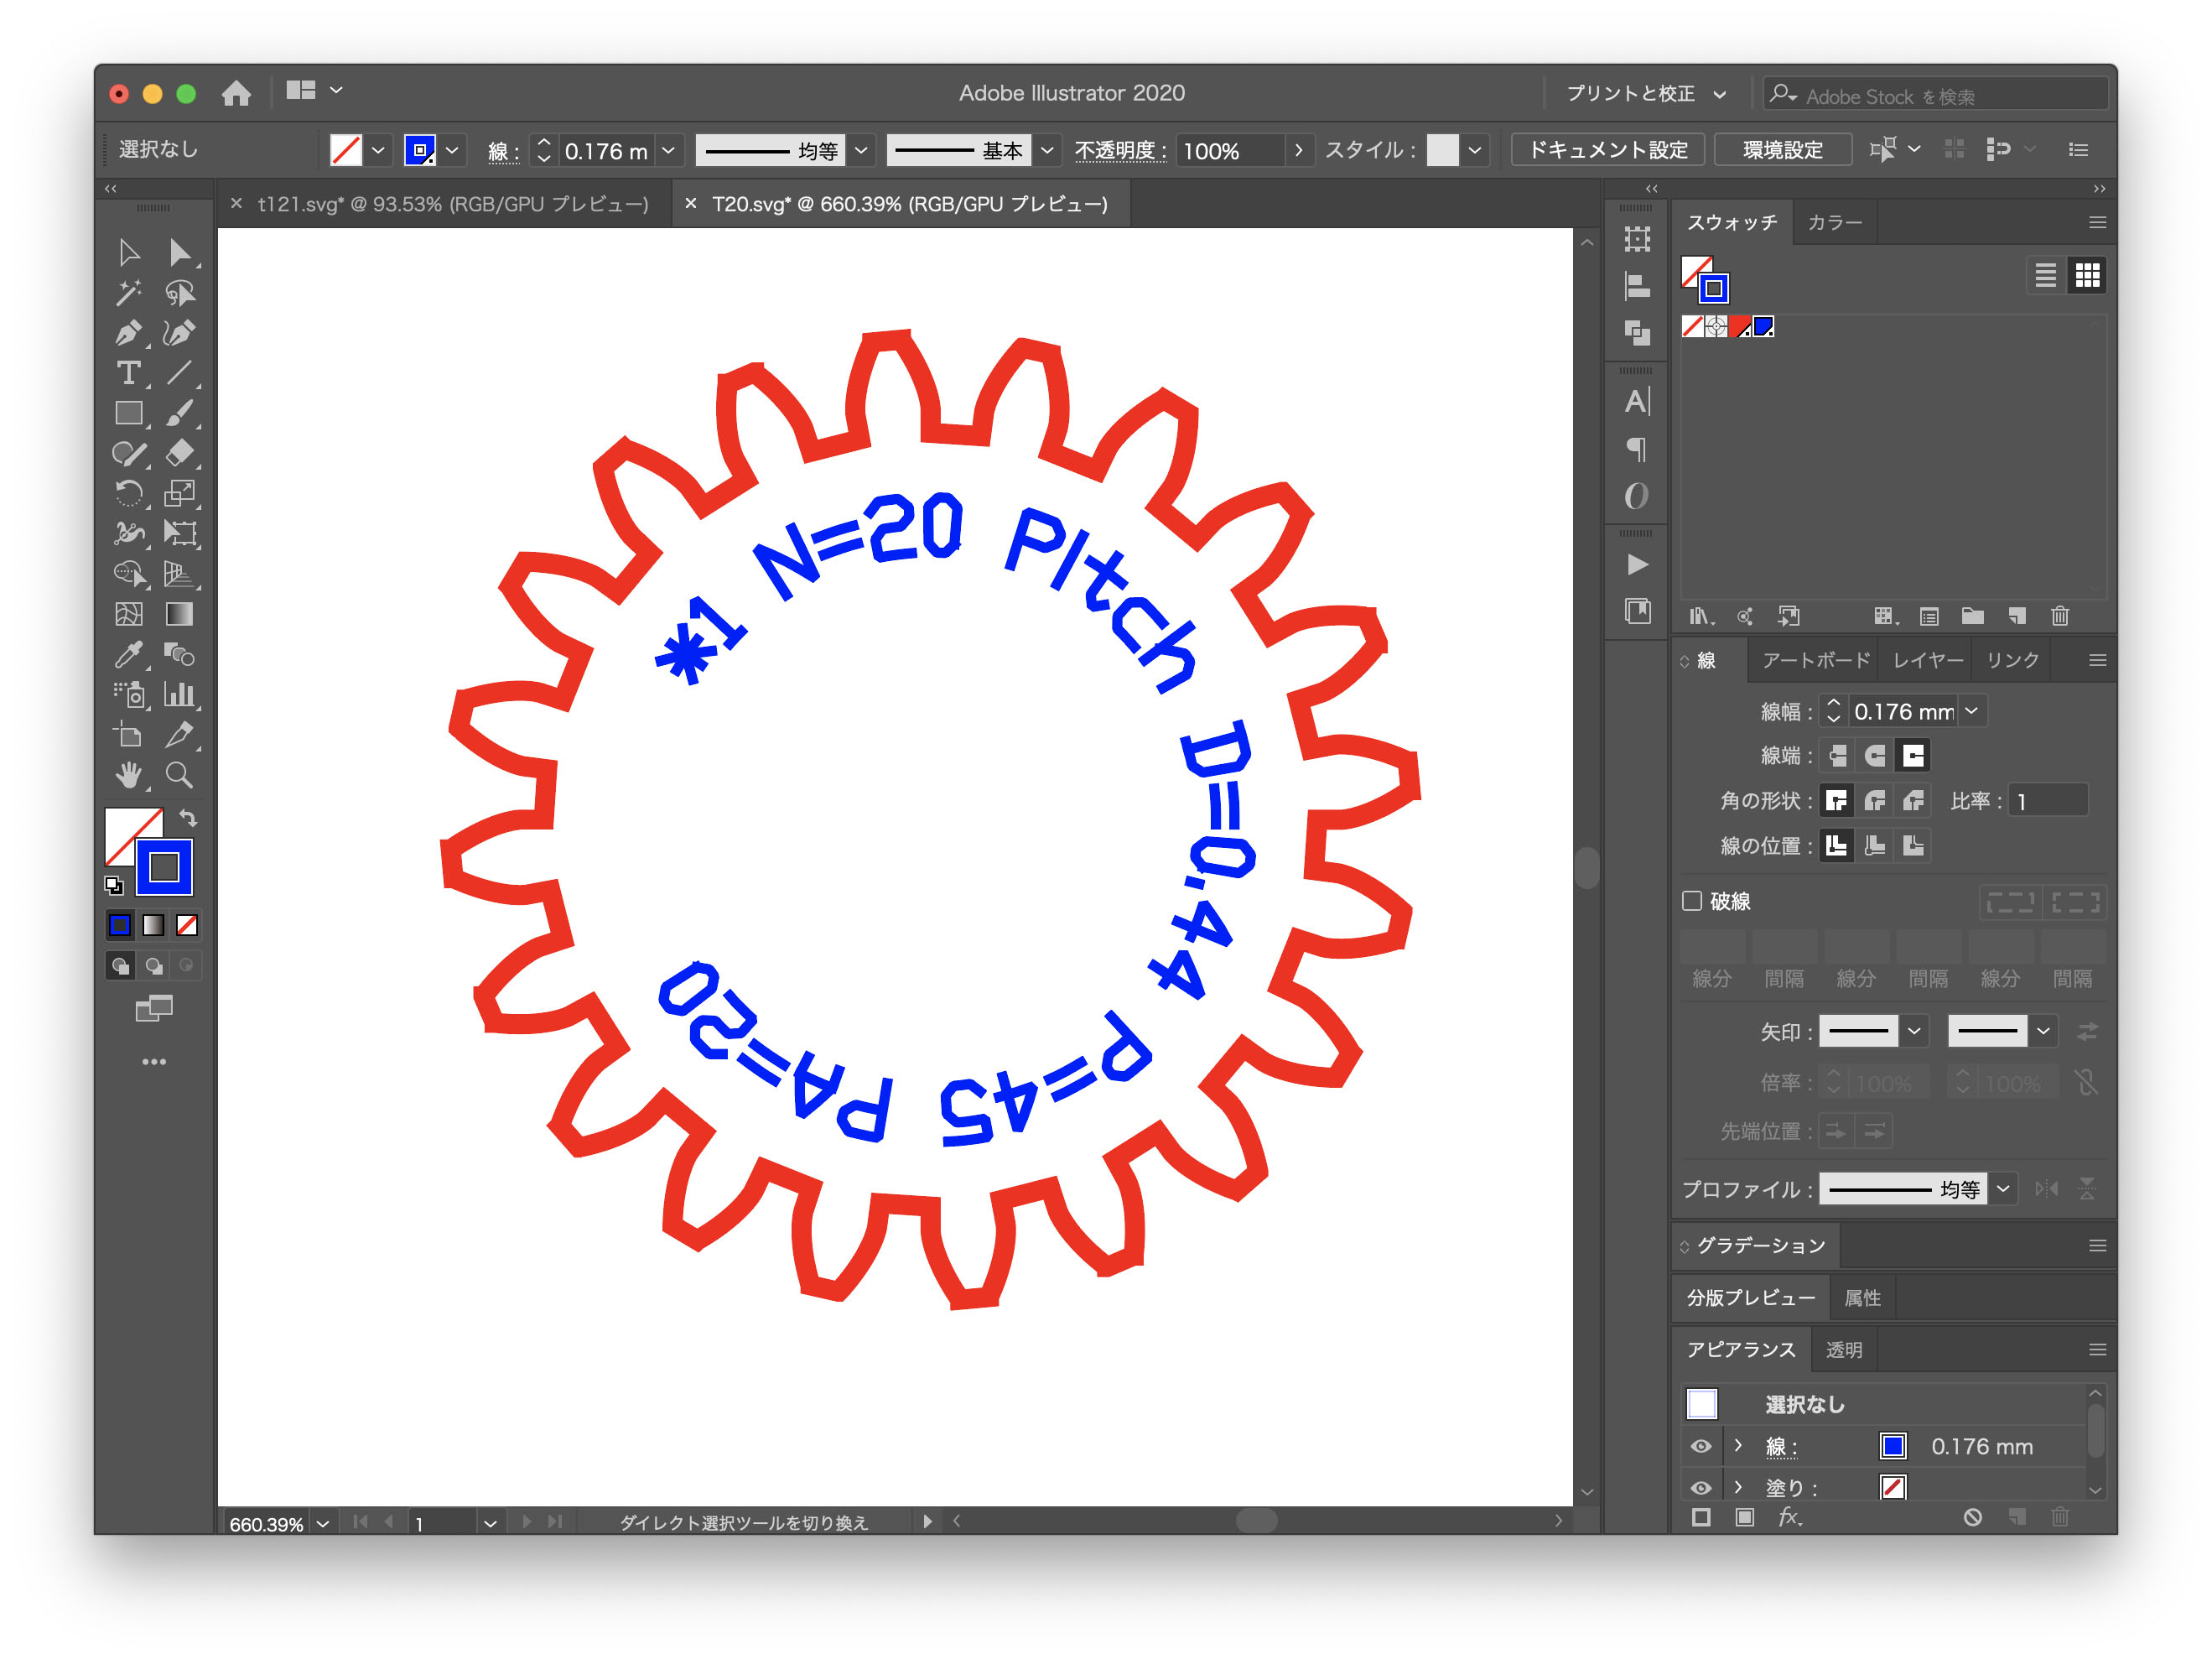 Adobe Illustrator 2020
プリントと校正
Adobe Stock を検索
選択なし
線 :
0.176 m
均等
基本
不透明度 :
100%
スタイル :
ドキュメント設定
環境設定
t121.svg* @ 93.53% (RGB/GPU プレビュー)
T20.svg* @ 660.39% (RGB/GPU プレビュー)
*1 N=20 PItch D=0.44 P=45 PA=20
スウォッチ
カラー
線
アートボード
レイヤー
リンク
線幅 :
0.176 mm
線端 :
角の形状 :
比率 :
1
線の位置 :
破線
線分
間隔
線分
間隔
線分
間隔
矢印 :
倍率 :
100%
100%
先端位置 :
プロファイル :
均等
グラデーション
分版プレビュー
属性
アピアランス
透明
選択なし
線 :
0.176 mm
塗り :
fx.
660.39%
1
ダイレクト選択ツールを切り換え